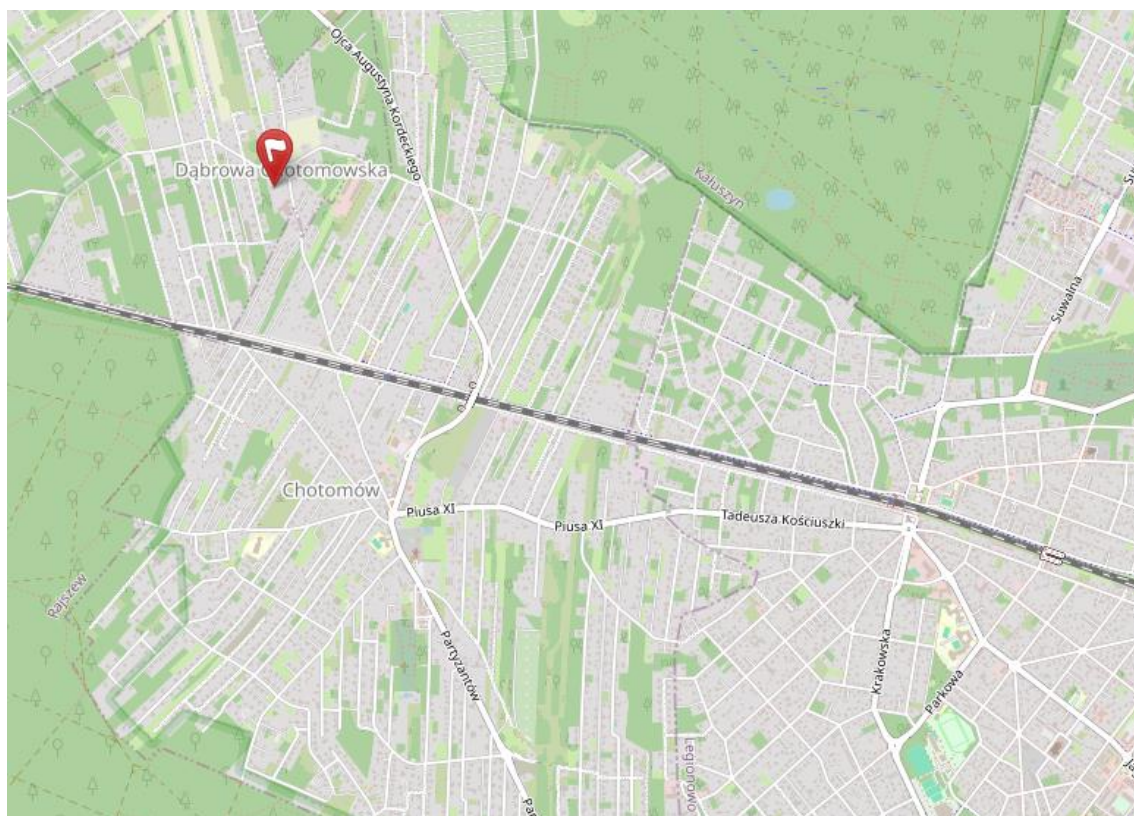 Ojca Augustyna Kordeckiego
Dąbrowa Chotomowska
Kałuszyn
Suwalna
Chotomów
Piusa XI
Piusa XI
Tadeusza Kościuszki
Rajszew
Partyzantów
Krakowska
Parkowa
Legionowo